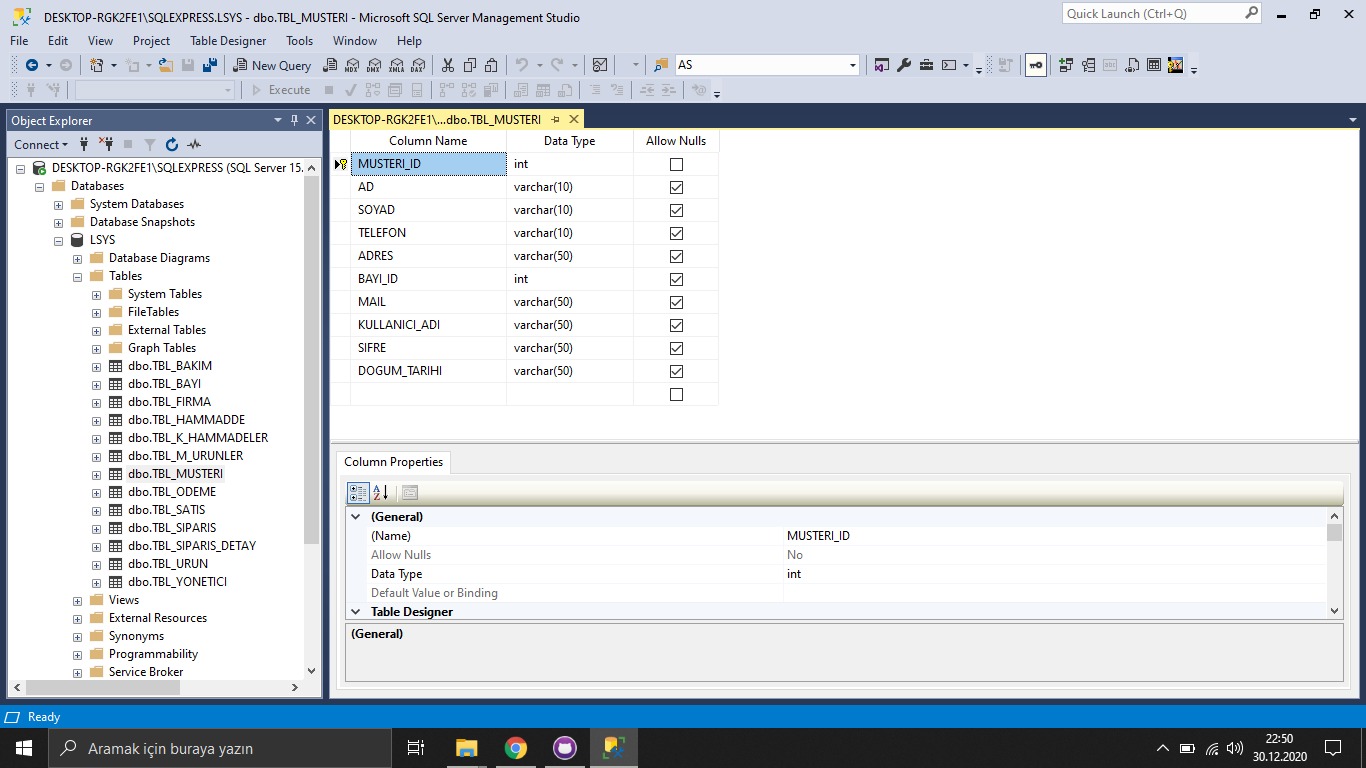 DESKTOP-RGK2FE1\SQLEXPRESS.LSYS - dbo.TBL_MUSTERI - Microsoft SQL Server Management Studio
Quick Launch (Ctrl+Q)
File Edit View Project Table Designer Tools Window Help
New Query MDX DMX XMLA DAX AS
Execute
Object Explorer
Connect
DESKTOP-RGK2FE1\SQLEXPRESS (SQL Server 15.
Databases
System Databases
Database Snapshots
LSYS
Database Diagrams
Tables
System Tables
FileTables
External Tables
Graph Tables
dbo.TBL_BAKIM
dbo.TBL_BAYI
dbo.TBL_FIRMA
dbo.TBL_HAMMADDE
dbo.TBL_K_HAMMADELER
dbo.TBL_M_URUNLER
dbo.TBL_MUSTERI
dbo.TBL_ODEME
dbo.TBL_SATIS
dbo.TBL_SIPARIS
dbo.TBL_SIPARIS_DETAY
dbo.TBL_URUN
dbo.TBL_YONETICI
Views
External Resources
Synonyms
Programmability
Service Broker
DESKTOP-RGK2FE1\...dbo.TBL_MUSTERI
Column Name Data Type Allow Nulls
MUSTERI_ID int
AD varchar(10)
SOYAD varchar(10)
TELEFON varchar(10)
ADRES varchar(50)
BAYI_ID int
MAIL varchar(50)
KULLANICI_ADI varchar(50)
SIFRE varchar(50)
DOGUM_TARIHI varchar(50)
Column Properties
(General)
(Name) MUSTERI_ID
Allow Nulls No
Data Type int
Default Value or Binding
Table Designer
(General)
Ready
Aramak için buraya yazın
22:50
30.12.2020